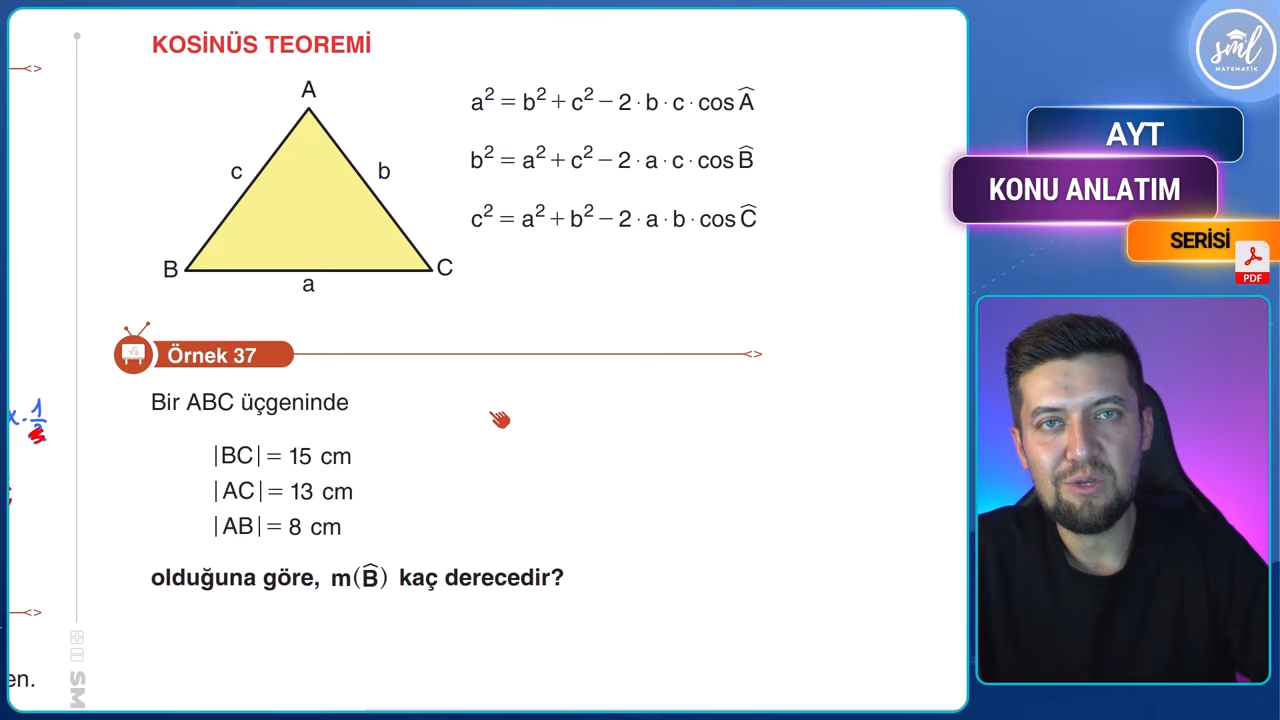 KOSİNÜS TEOREMİ
A
c
b
B
C
a
a² = b² + c² − 2 · b · c · cos Â
b² = a² + c² − 2 · a · c · cos B̂
c² = a² + b² − 2 · a · b · cos Ĉ
√3
Örnek 37
Bir ABC üçgeninde
|BC| = 15 cm
|AC| = 13 cm
|AB| = 8 cm
olduğuna göre, m(B̂) kaç derecedir?
en.
SM
sml
MATEMATİK
AYT
KONU ANLATIM
SERİSİ
PDF